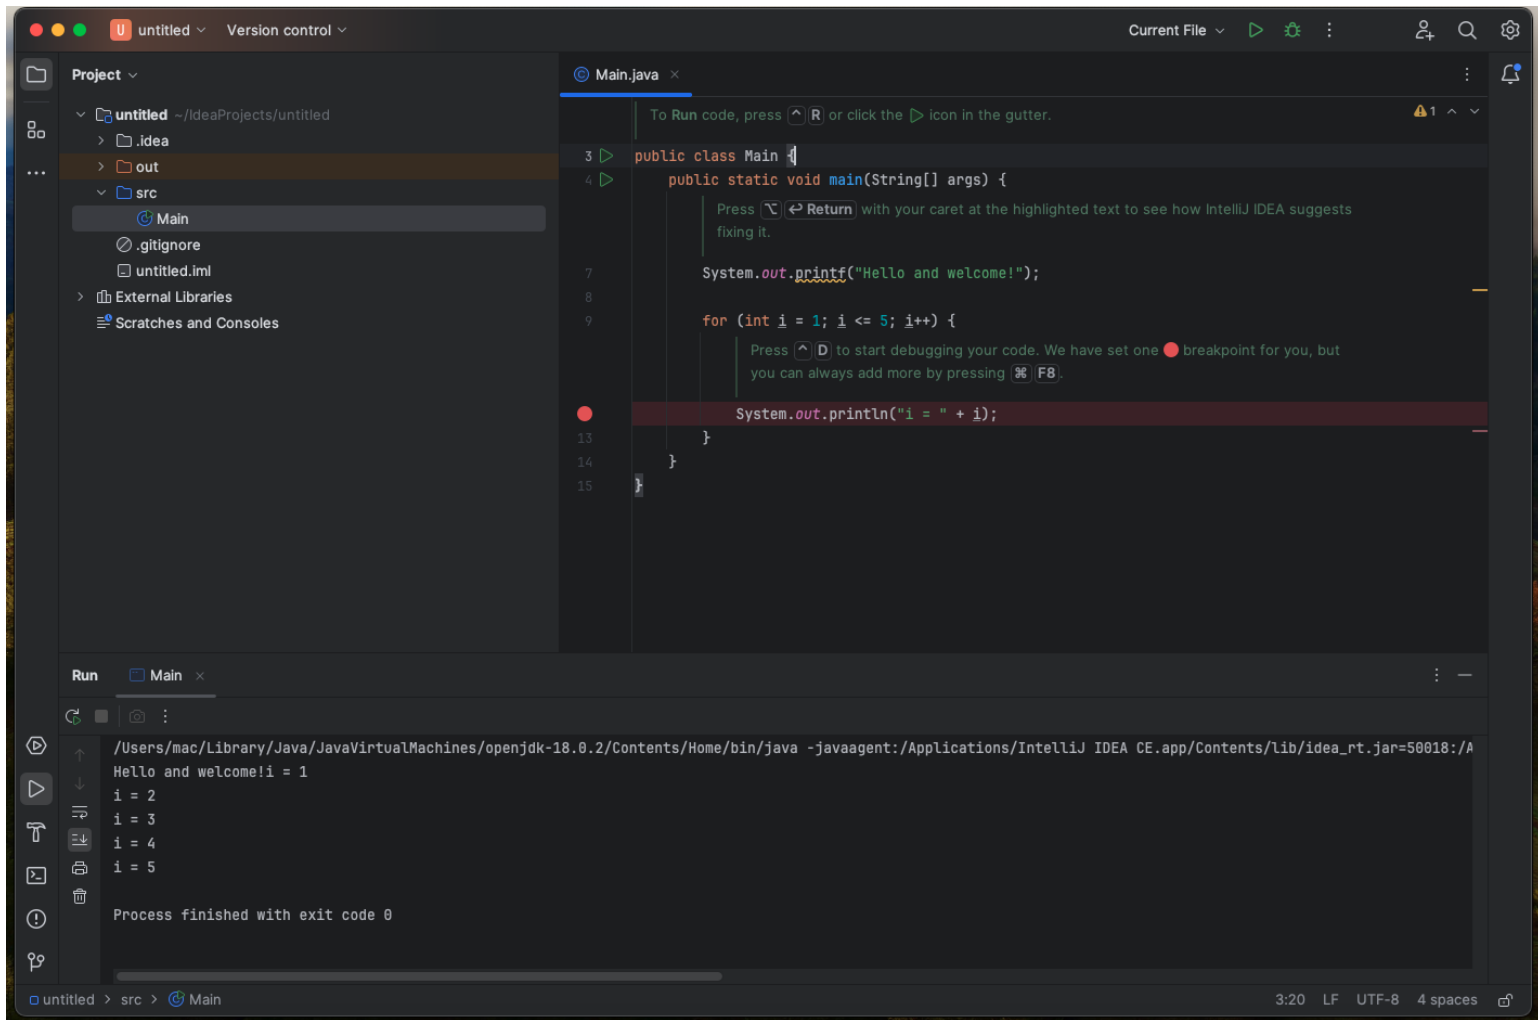 U untitled Version control Current File
Project
Main.java
untitled ~/IdeaProjects/untitled
.idea
out
src
Main
.gitignore
untitled.iml
External Libraries
Scratches and Consoles
To Run code, press ^ R or click the icon in the gutter.
1
3 public class Main {
4 public static void main(String[] args) {
Press ⌥ ↩ Return with your caret at the highlighted text to see how IntelliJ IDEA suggests
fixing it.
7 System.out.printf("Hello and welcome!");
8
9 for (int i = 1; i <= 5; i++) {
Press ^ D to start debugging your code. We have set one breakpoint for you, but
you can always add more by pressing ⌘ F8.
System.out.println("i = " + i);
13 }
14 }
15 }
Run Main
/Users/mac/Library/Java/JavaVirtualMachines/openjdk-18.0.2/Contents/Home/bin/java -javaagent:/Applications/IntelliJ IDEA CE.app/Contents/lib/idea_rt.jar=50018:/A
Hello and welcome!i = 1
i = 2
i = 3
i = 4
i = 5
Process finished with exit code 0
untitled > src > Main
3:20 LF UTF-8 4 spaces